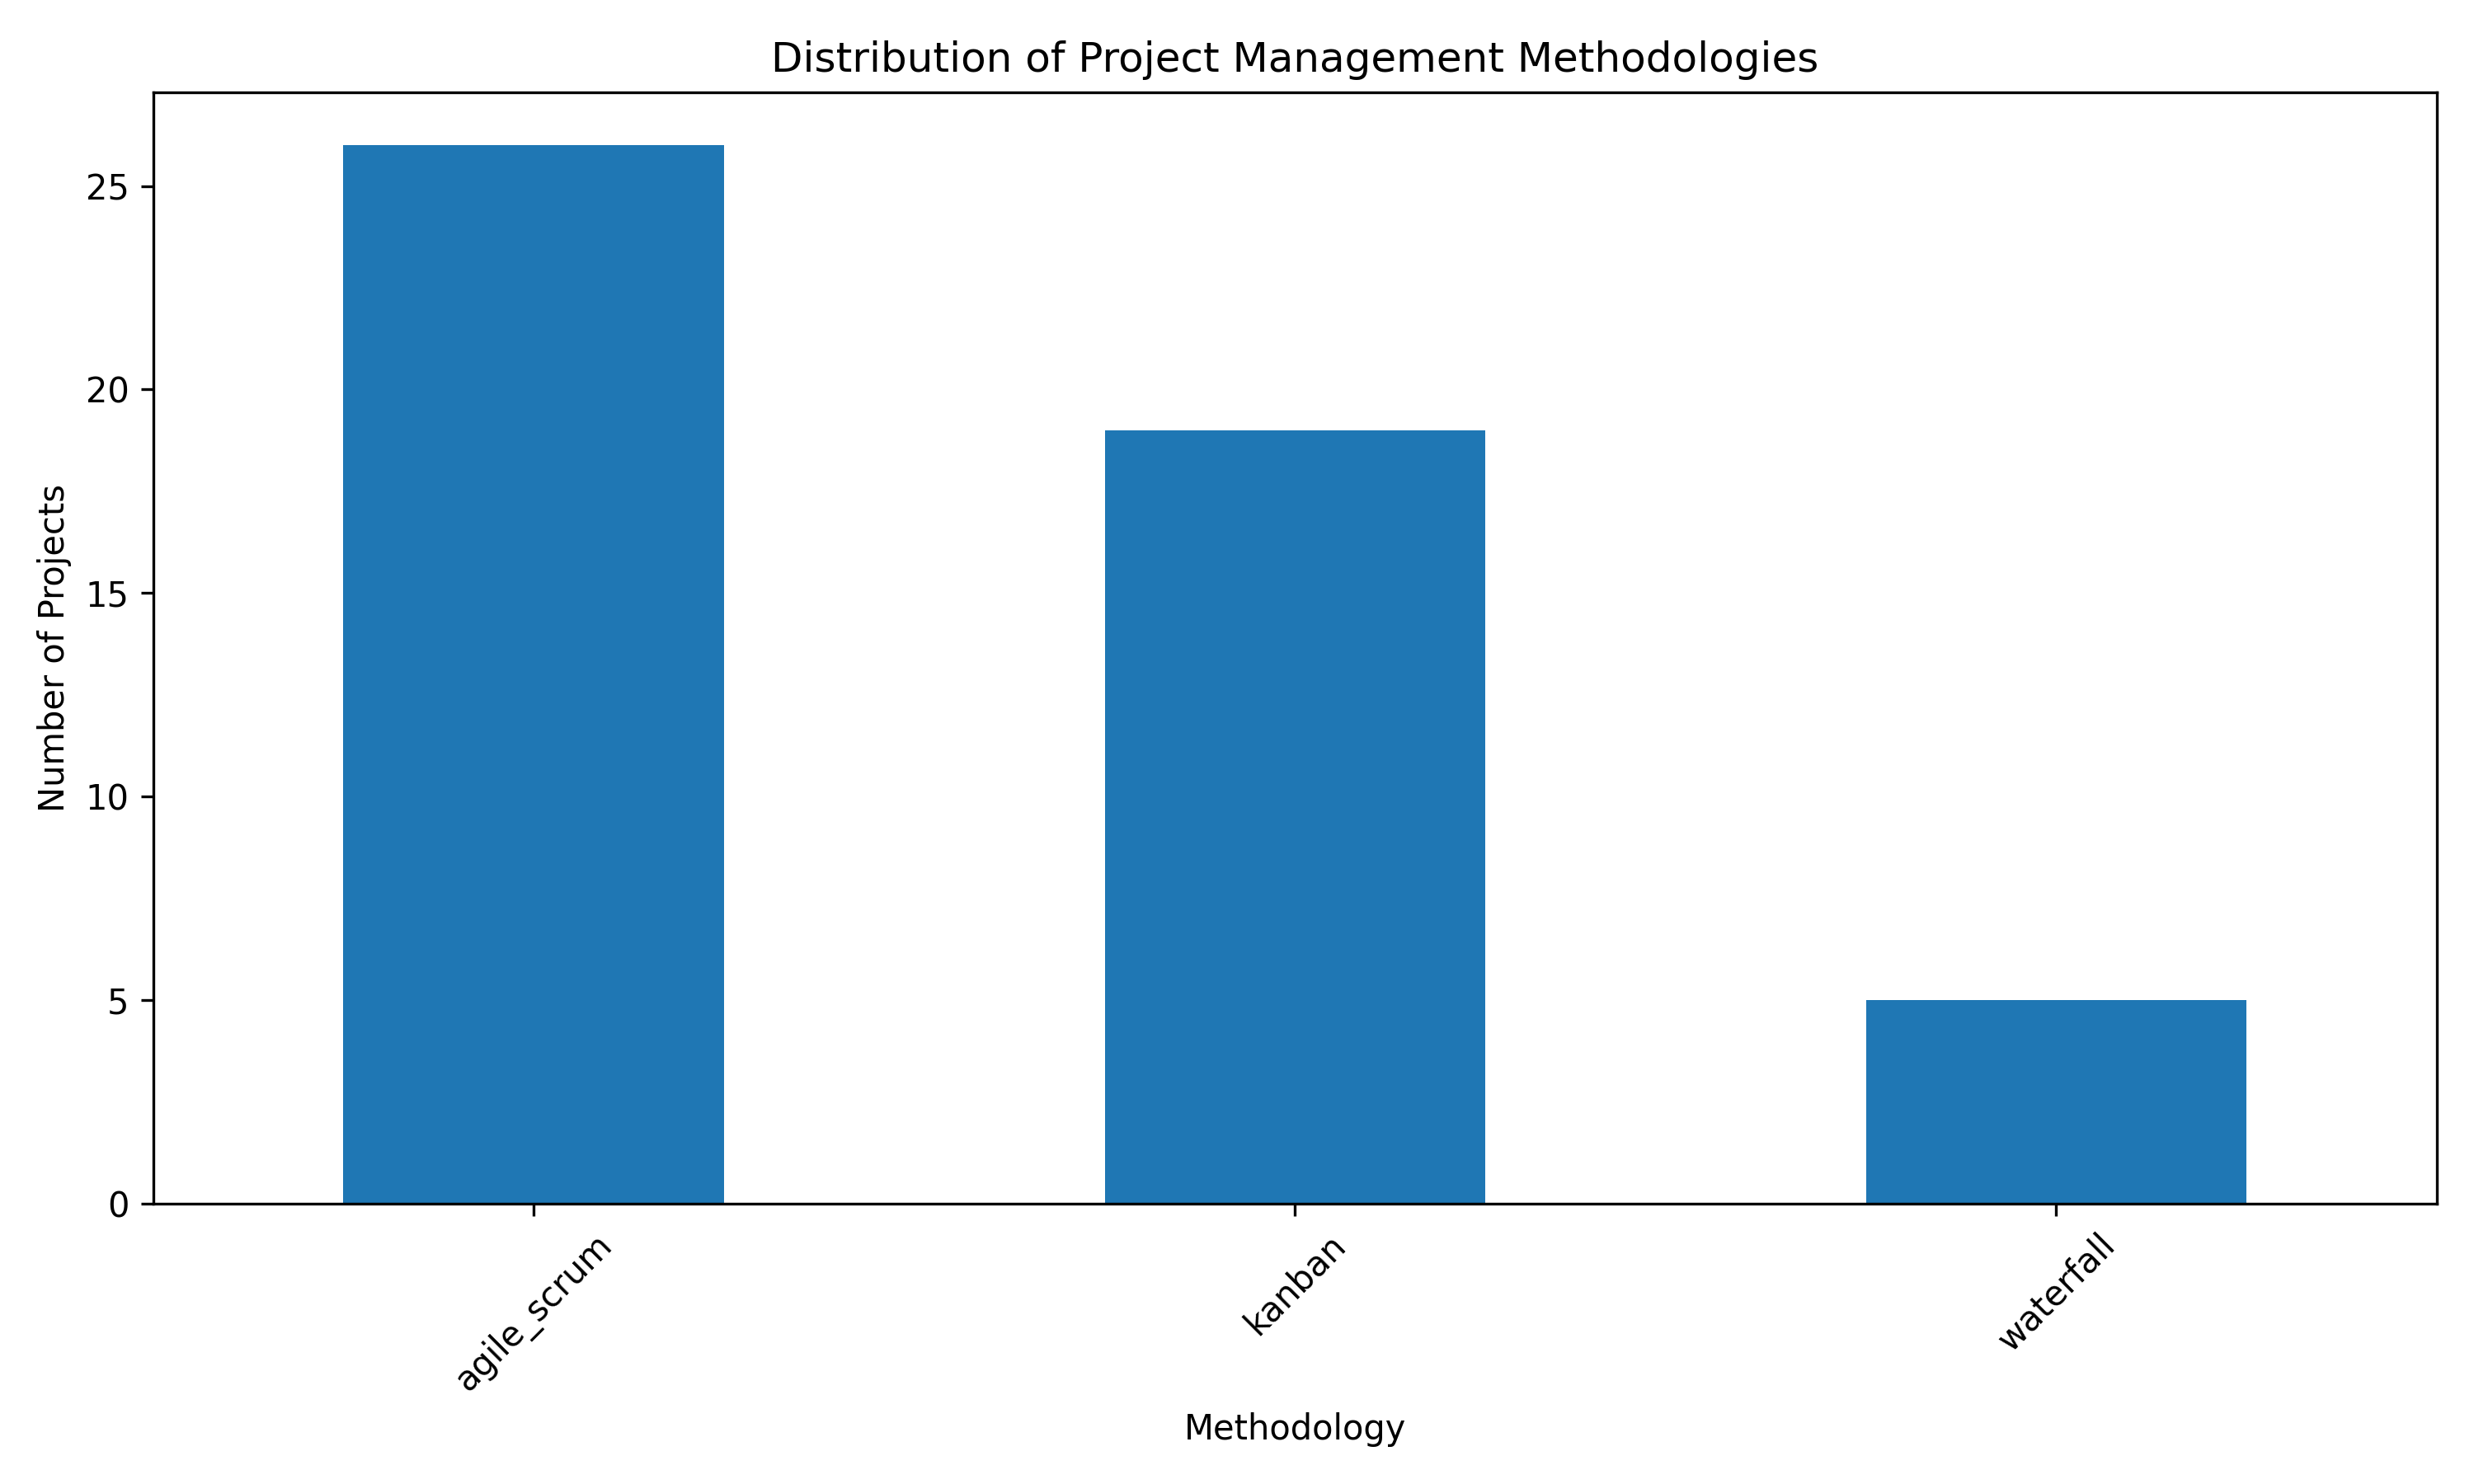 Distribution of Project Management Methodologies
Number of Projects
25
20
15
10
5
0
agile_scrum
kanban
waterfall
Methodology